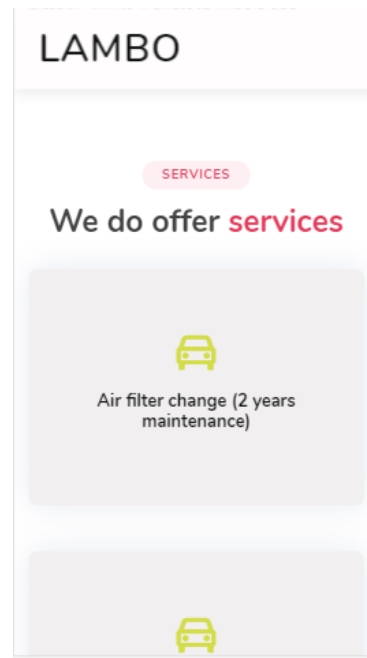 LAMBO
SERVICES
We do offer services
Air filter change (2 years
maintenance)